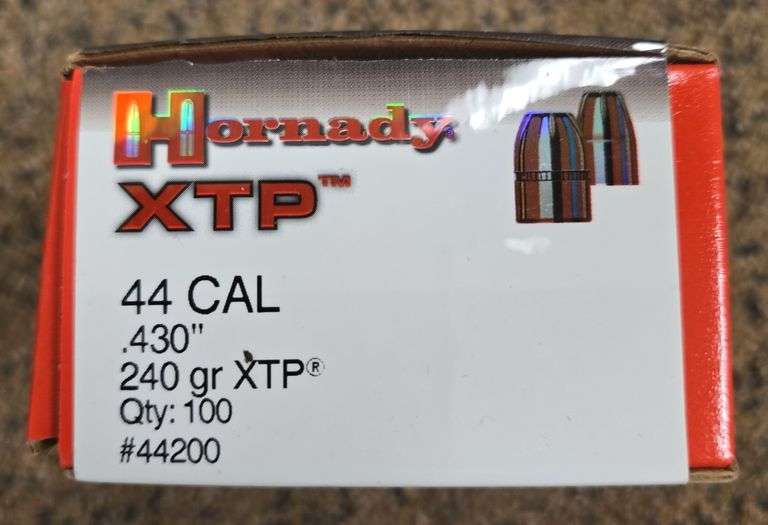 Hornady
XTP™
44 CAL
.430"
240 gr XTP®
Qty: 100
#44200